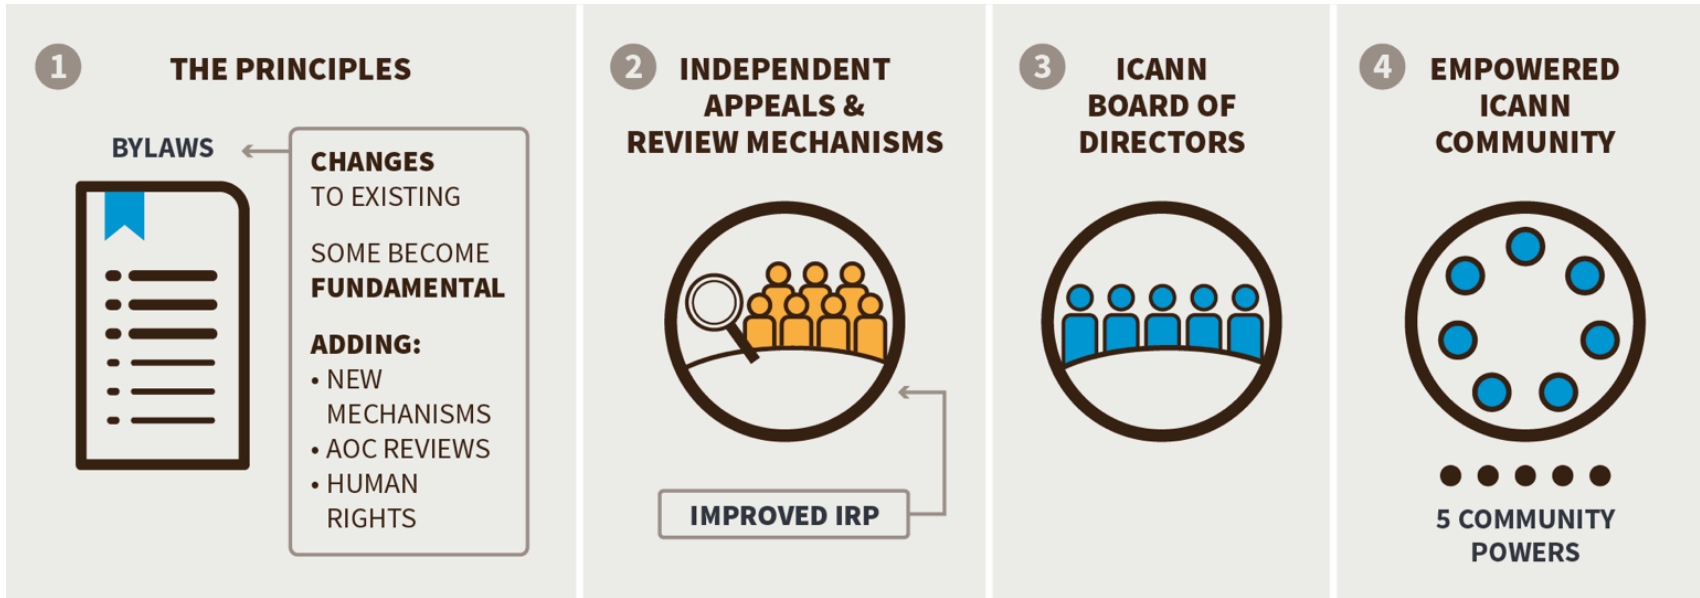 1
THE PRINCIPLES
BYLAWS
CHANGES
TO EXISTING
SOME BECOME
FUNDAMENTAL
ADDING:
• NEW
MECHANISMS
• AOC REVIEWS
• HUMAN
RIGHTS
2
INDEPENDENT
APPEALS &
REVIEW MECHANISMS
IMPROVED IRP
3
ICANN
BOARD OF
DIRECTORS
4
EMPOWERED
ICANN
COMMUNITY
5 COMMUNITY
POWERS